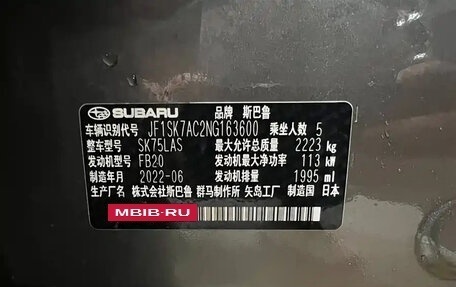 SUBARU 品牌 斯巴鲁
车辆识别代号 JF1SK7AC2NG163600 乘坐人数 5
整车型号 SK75LAS 最大允许总质量 2223 kg
发动机型号 FB20 发动机最大净功率 113 kW
制造年月 2022-06 发动机排量 1995 ml
生产厂名 株式会社斯巴鲁 群马制作所 矢岛工厂 制造国 日本
MBIB-RU